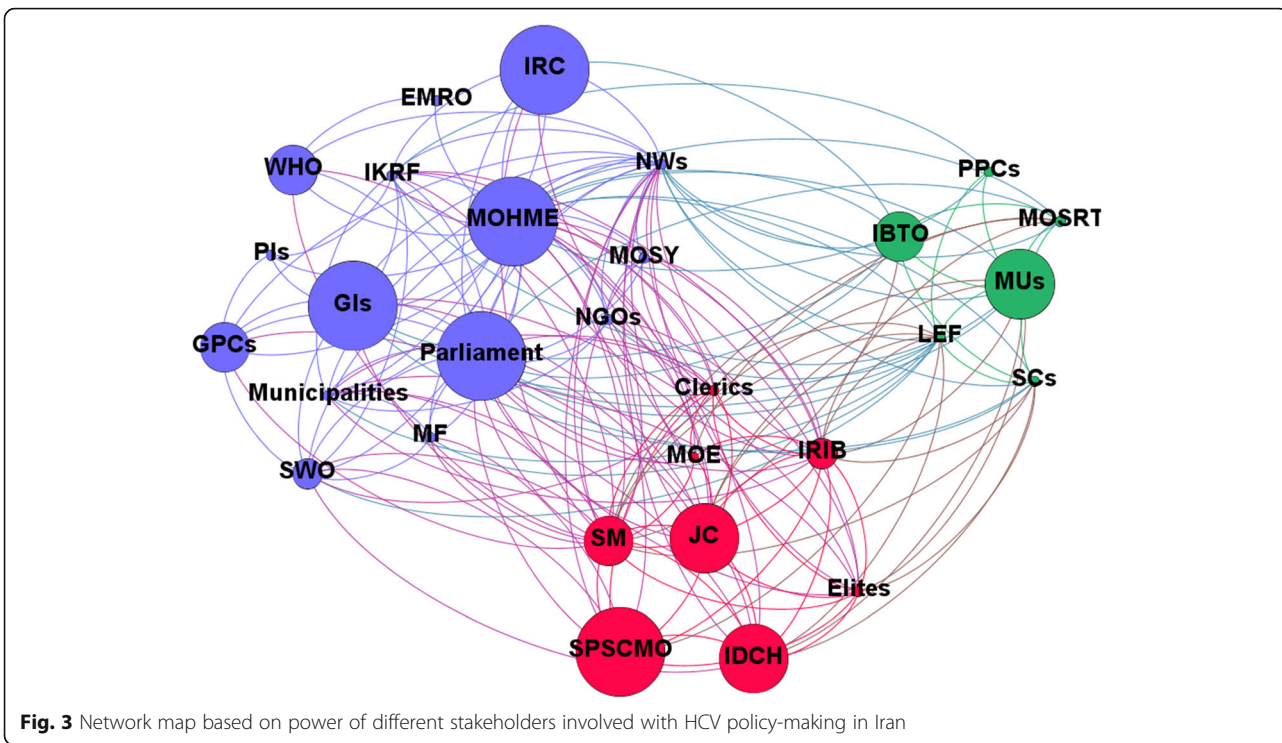 IRC
EMRO
WHO
IKRF
NWs
PPCs
MOHME
MOSRT
IBTO
PIs
MOSY
MUs
GIs
NGOs
LEF
GPCs
Parliament
SCs
Clerics
Municipalities
MF
MOE
IRIB
SWO
SM
JC
Elites
SPSCMO
IDCH
Fig. 3 Network map based on power of different stakeholders involved with HCV policy-making in Iran